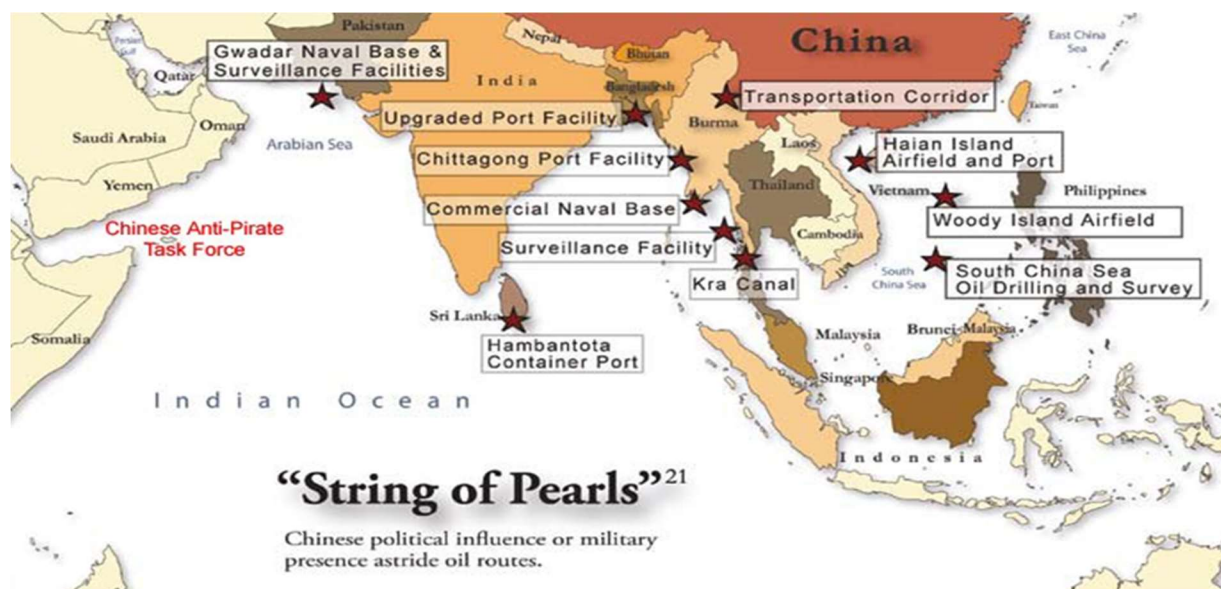 Pakistan
Nepal
Bhutan
China
East China
Sea
Persian
Gulf
Gwadar Naval Base &
Surveillance Facilities
Qatar
India
Bangladesh
Transportation Corridor
Taiwan
Upgraded Port Facility
Burma
Oman
Saudi Arabia
Arabian Sea
Laos
Haian Island
Airfield and Port
Chittagong Port Facility
Thailand
Vietnam
Philippines
Yemen
Commercial Naval Base
Woody Island Airfield
Chinese Anti-Pirate
Task Force
Cambodia
Surveillance Facility
South
China Sea
South China Sea
Oil Drilling and Survey
Kra Canal
Sri Lanka
Somalia
Malaysia
Brunei
Malaysia
Hambantota
Container Port
Singapore
Indian Ocean
Indonesia
“String of Pearls”21
Chinese political influence or military
presence astride oil routes.